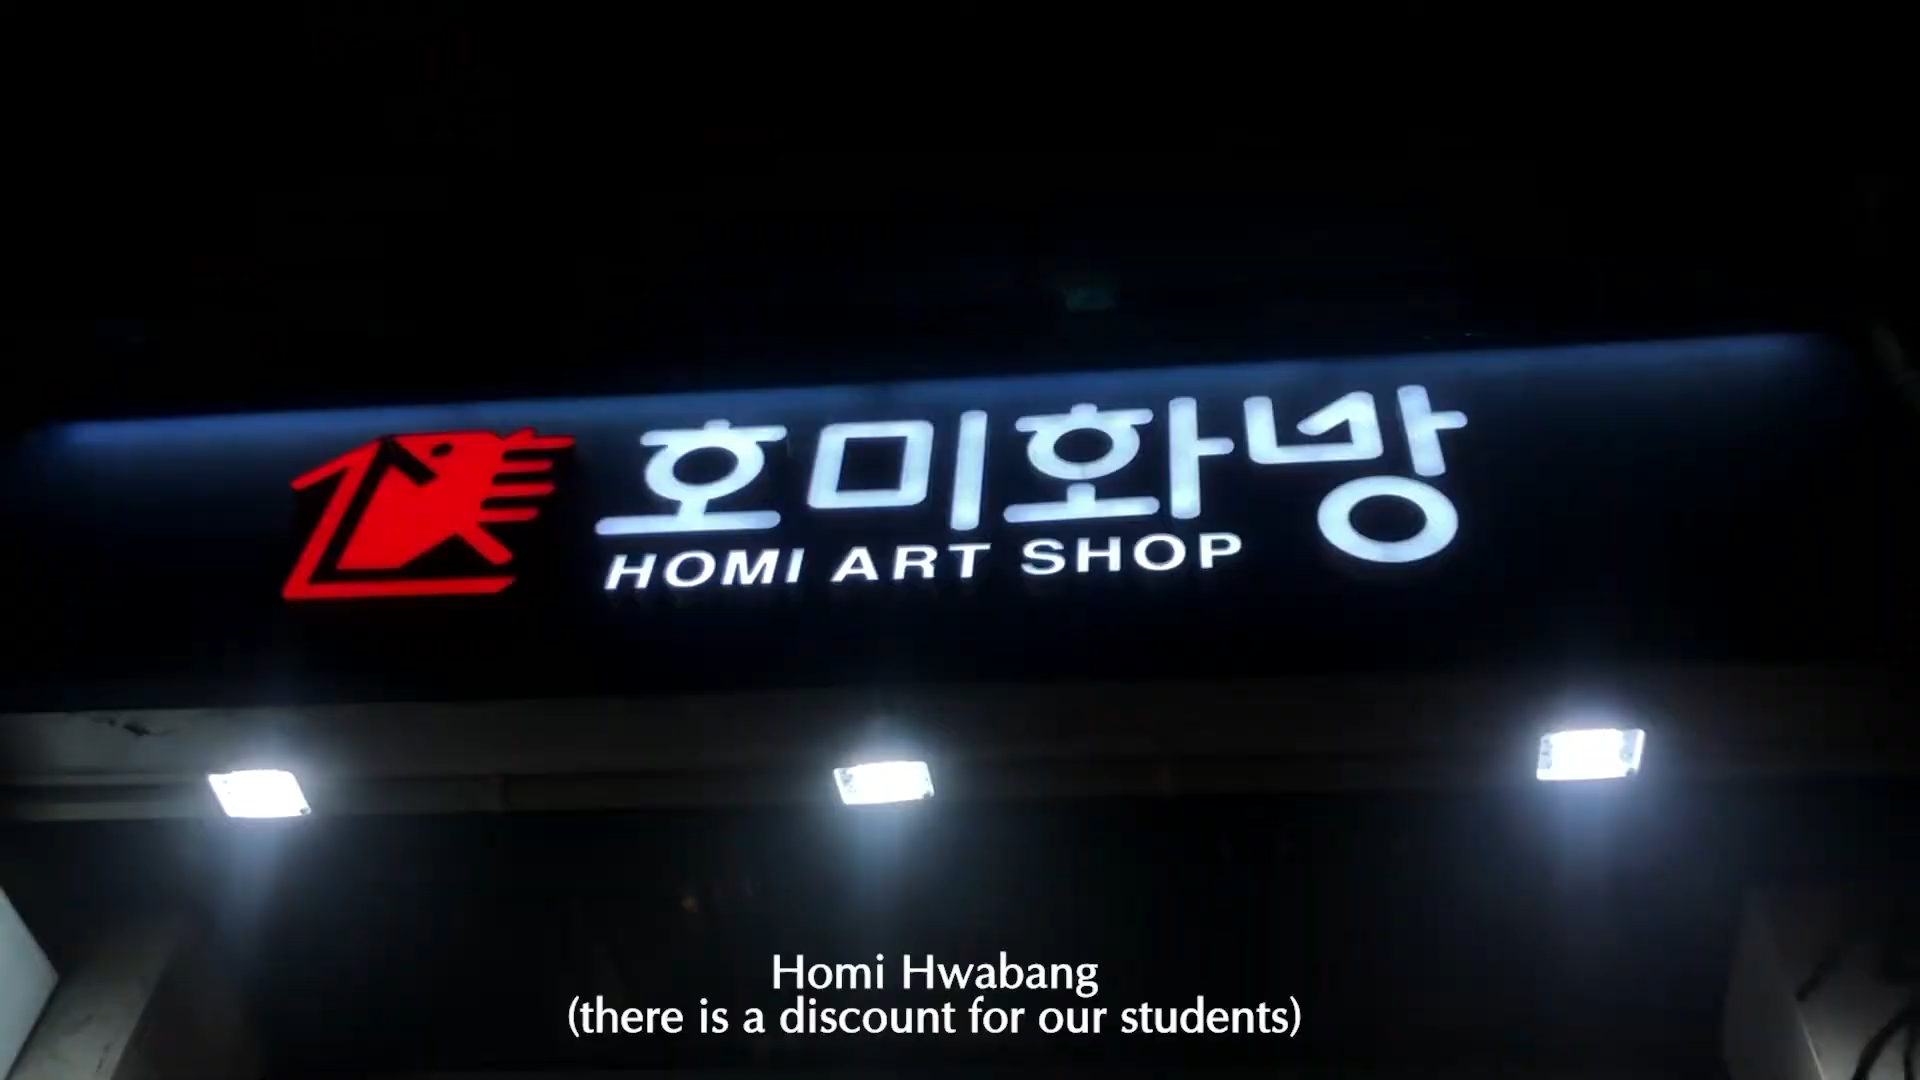 호미화방
HOMI ART SHOP
Homi Hwabang
(there is a discount for our students)